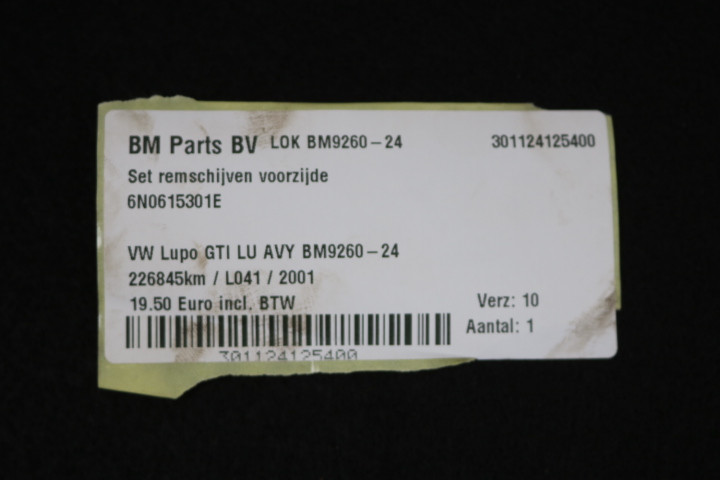 BM Parts BV LOK BM9260-24 301124125400
Set remschijven voorzijde
6N0615301E
VW Lupo GTI LU AVY BM9260-24
226845km / L041 / 2001
19.50 Euro incl. BTW Verz: 10
Aantal: 1
301124125400